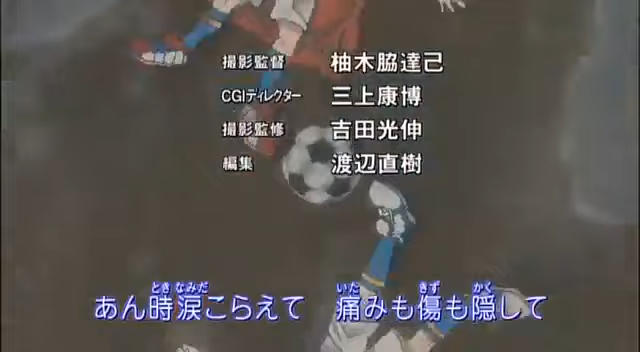 撮影監督 柚木脇達己
CGIディレクター 三上康博
撮影監修 吉田光伸
編集 渡辺直樹
とき なみだ いた きず かく
あん時涙こらえて 痛みも傷も隠して